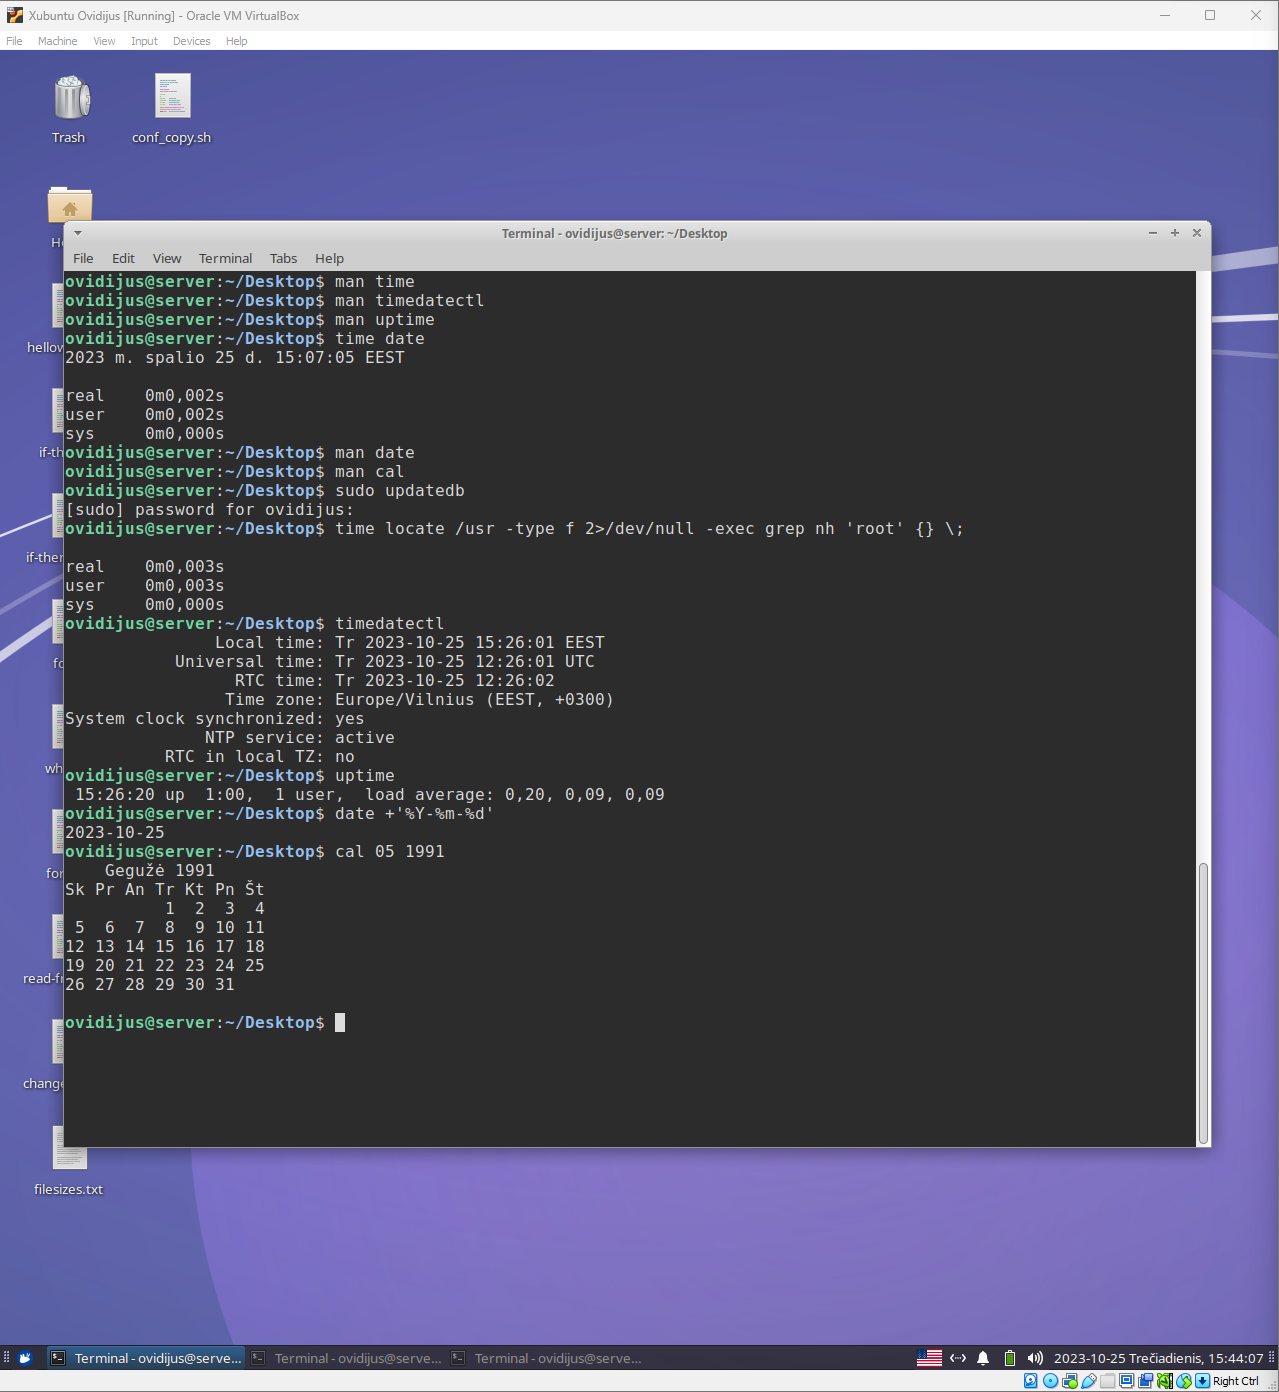 Xubuntu Ovidijus [Running] - Oracle VM VirtualBox
File Machine View Input Devices Help
Trash
conf_copy.sh
Terminal - ovidijus@server: ~/Desktop
File Edit View Terminal Tabs Help
ovidijus@server:~/Desktop$ man time
ovidijus@server:~/Desktop$ man timedatectl
ovidijus@server:~/Desktop$ man uptime
ovidijus@server:~/Desktop$ time date
2023 m. spalio 25 d. 15:07:05 EEST
real    0m0,002s
user    0m0,002s
sys     0m0,000s
ovidijus@server:~/Desktop$ man date
ovidijus@server:~/Desktop$ man cal
ovidijus@server:~/Desktop$ sudo updatedb
[sudo] password for ovidijus:
ovidijus@server:~/Desktop$ time locate /usr -type f 2>/dev/null -exec grep nh 'root' {} \;
real    0m0,003s
user    0m0,003s
sys     0m0,000s
ovidijus@server:~/Desktop$ timedatectl
               Local time: Tr 2023-10-25 15:26:01 EEST
           Universal time: Tr 2023-10-25 12:26:01 UTC
                 RTC time: Tr 2023-10-25 12:26:02
                Time zone: Europe/Vilnius (EEST, +0300)
System clock synchronized: yes
              NTP service: active
          RTC in local TZ: no
ovidijus@server:~/Desktop$ uptime
 15:26:20 up  1:00,  1 user,  load average: 0,20, 0,09, 0,09
ovidijus@server:~/Desktop$ date +'%Y-%m-%d'
2023-10-25
ovidijus@server:~/Desktop$ cal 05 1991
    Gegužė 1991
Sk Pr An Tr Kt Pn Št
          1  2  3  4
 5  6  7  8  9 10 11
12 13 14 15 16 17 18
19 20 21 22 23 24 25
26 27 28 29 30 31
ovidijus@server:~/Desktop$
filesizes.txt
Terminal - ovidijus@serve...
Terminal - ovidijus@serve...
Terminal - ovidijus@serve...
2023-10-25 Trečiadienis, 15:44:07
Right Ctrl